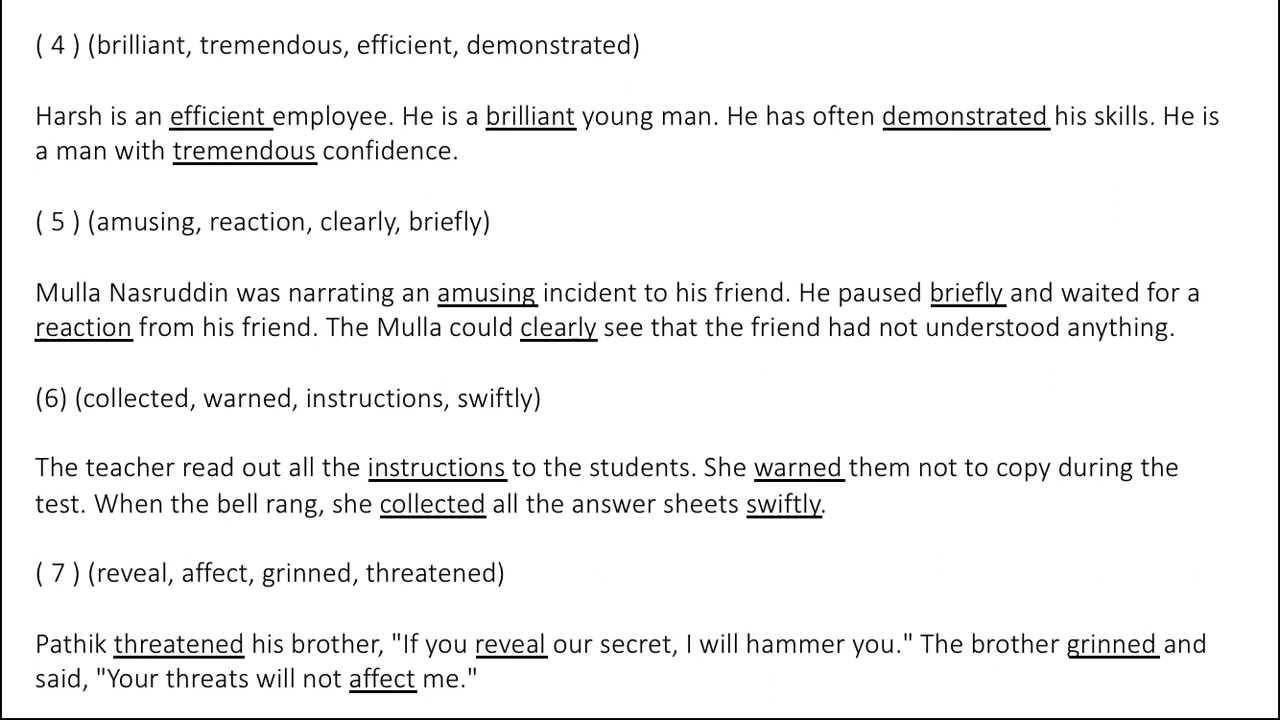 ( 4 ) (brilliant, tremendous, efficient, demonstrated)
Harsh is an efficient employee. He is a brilliant young man. He has often demonstrated his skills. He is
a man with tremendous confidence.
( 5 ) (amusing, reaction, clearly, briefly)
Mulla Nasruddin was narrating an amusing incident to his friend. He paused briefly and waited for a
reaction from his friend. The Mulla could clearly see that the friend had not understood anything.
(6) (collected, warned, instructions, swiftly)
The teacher read out all the instructions to the students. She warned them not to copy during the
test. When the bell rang, she collected all the answer sheets swiftly.
( 7 ) (reveal, affect, grinned, threatened)
Pathik threatened his brother, "If you reveal our secret, I will hammer you." The brother grinned and
said, "Your threats will not affect me."